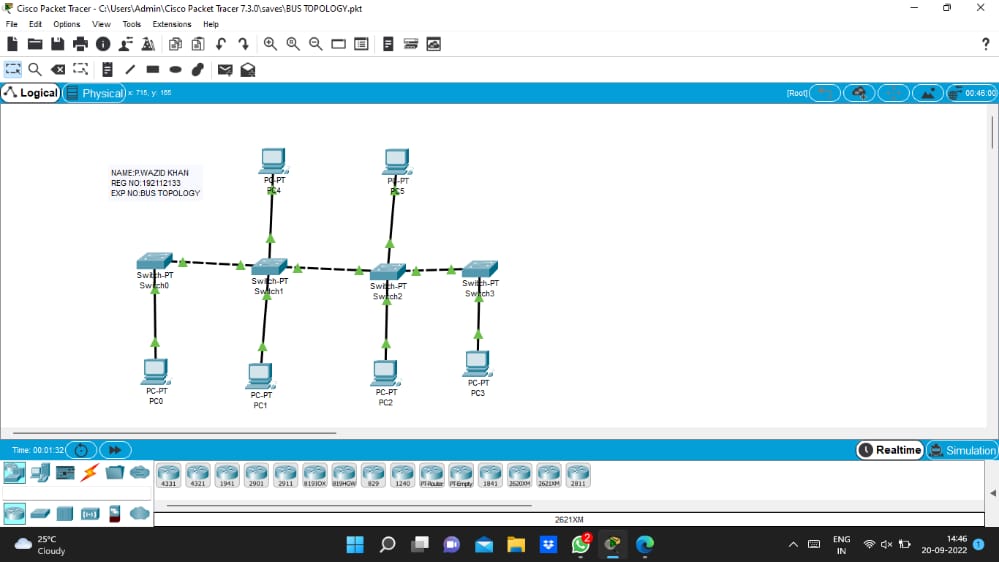 Cisco Packet Tracer - C:\Users\Admin\Cisco Packet Tracer 7.3.0\saves\BUS TOPOLOGY.pkt
File Edit Options View Tools Extensions Help
?
Logical Physical x: 715, y: 165 [Root] 00:46:00
NAME:P.WAZID KHAN
REG NO:192112133
EXP NO:BUS TOPOLOGY
PC-PT
PC4
PC-PT
PC5
Switch-PT
Switch0
Switch-PT
Switch1
Switch-PT
Switch2
Switch-PT
Switch3
PC-PT
PC0
PC-PT
PC1
PC-PT
PC2
PC-PT
PC3
Time: 00:01:32 Realtime Simulation
4331 4321 1941 2901 2911 819IOX 819HGW 829 1240 PT-Router PT-Empty 1841 2620XM 2621XM 2811
2621XM
25°C
Cloudy
2
ENG
IN
14:46
20-09-2022
1